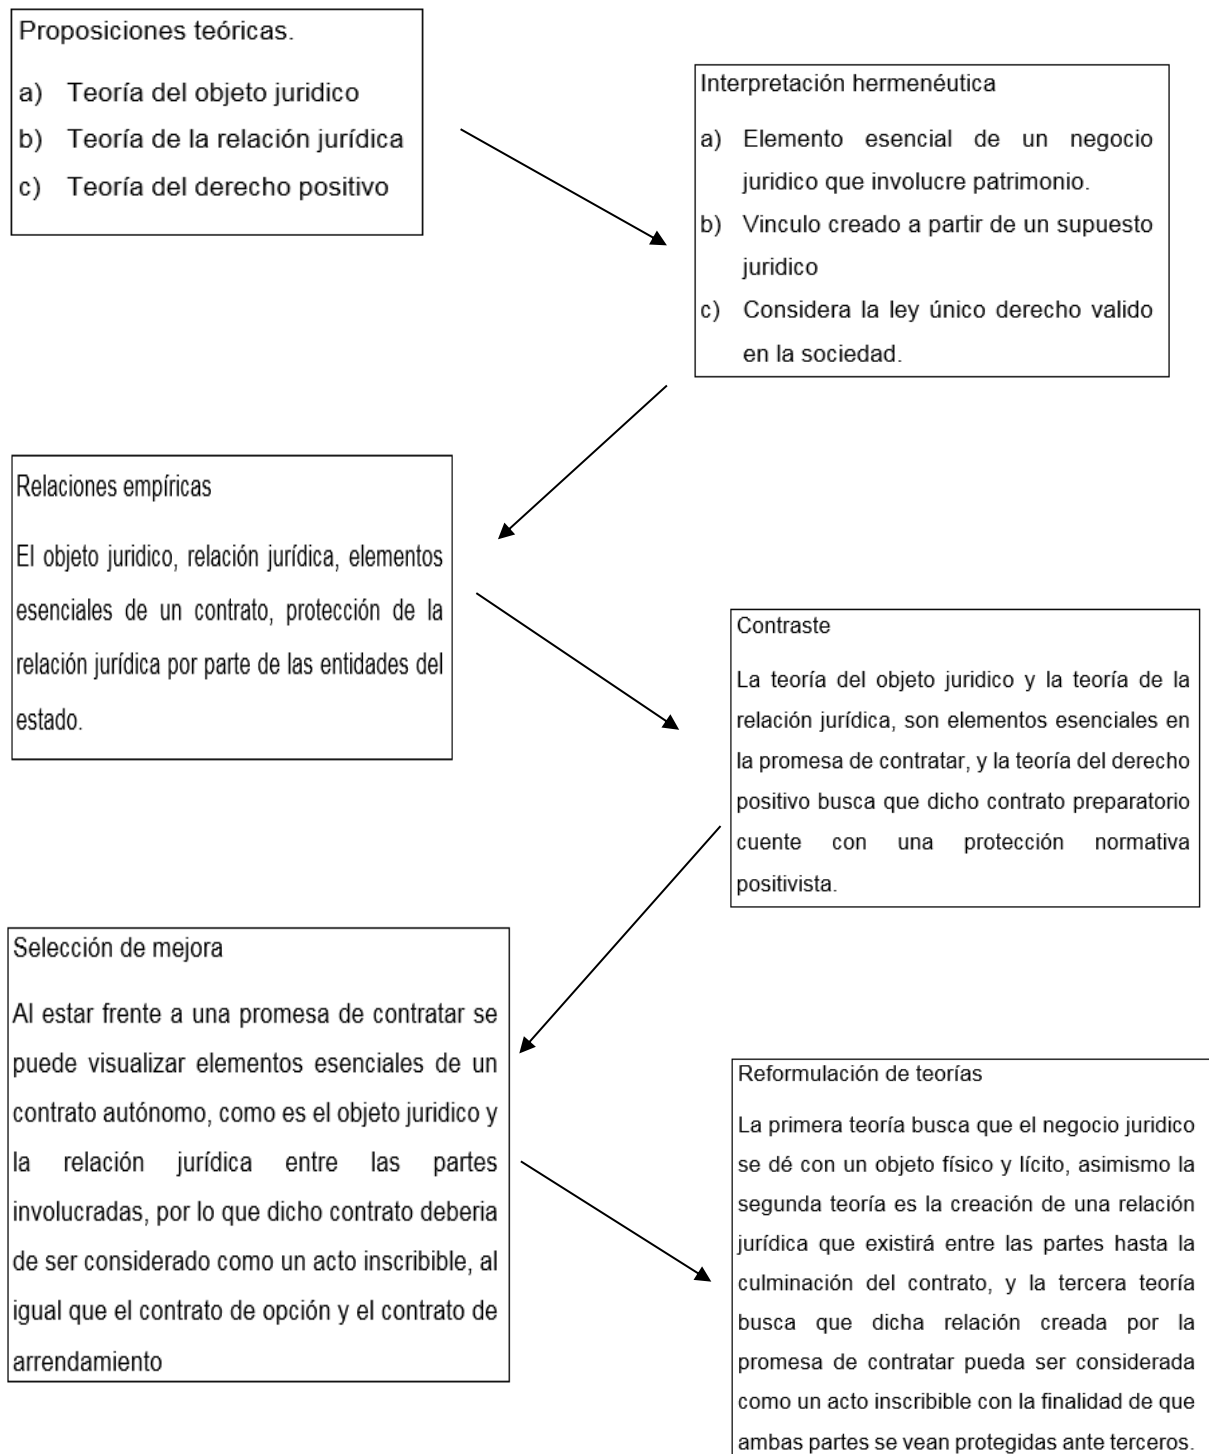 Proposiciones teóricas.
a) Teoría del objeto juridico
b) Teoría de la relación jurídica
c) Teoría del derecho positivo
Interpretación hermenéutica
a) Elemento esencial de un negocio
juridico que involucre patrimonio.
b) Vinculo creado a partir de un supuesto
juridico
c) Considera la ley único derecho valido
en la sociedad.
Relaciones empíricas
El objeto juridico, relación jurídica, elementos
esenciales de un contrato, protección de la
relación jurídica por parte de las entidades del
estado.
Contraste
La teoría del objeto juridico y la teoría de la
relación jurídica, son elementos esenciales en
la promesa de contratar, y la teoría del derecho
positivo busca que dicho contrato preparatorio
cuente con una protección normativa
positivista.
Selección de mejora
Al estar frente a una promesa de contratar se
puede visualizar elementos esenciales de un
contrato autónomo, como es el objeto juridico y
la relación jurídica entre las partes
involucradas, por lo que dicho contrato deberia
de ser considerado como un acto inscribible, al
igual que el contrato de opción y el contrato de
arrendamiento
Reformulación de teorías
La primera teoría busca que el negocio juridico
se dé con un objeto físico y lícito, asimismo la
segunda teoría es la creación de una relación
jurídica que existirá entre las partes hasta la
culminación del contrato, y la tercera teoría
busca que dicha relación creada por la
promesa de contratar pueda ser considerada
como un acto inscribible con la finalidad de que
ambas partes se vean protegidas ante terceros.